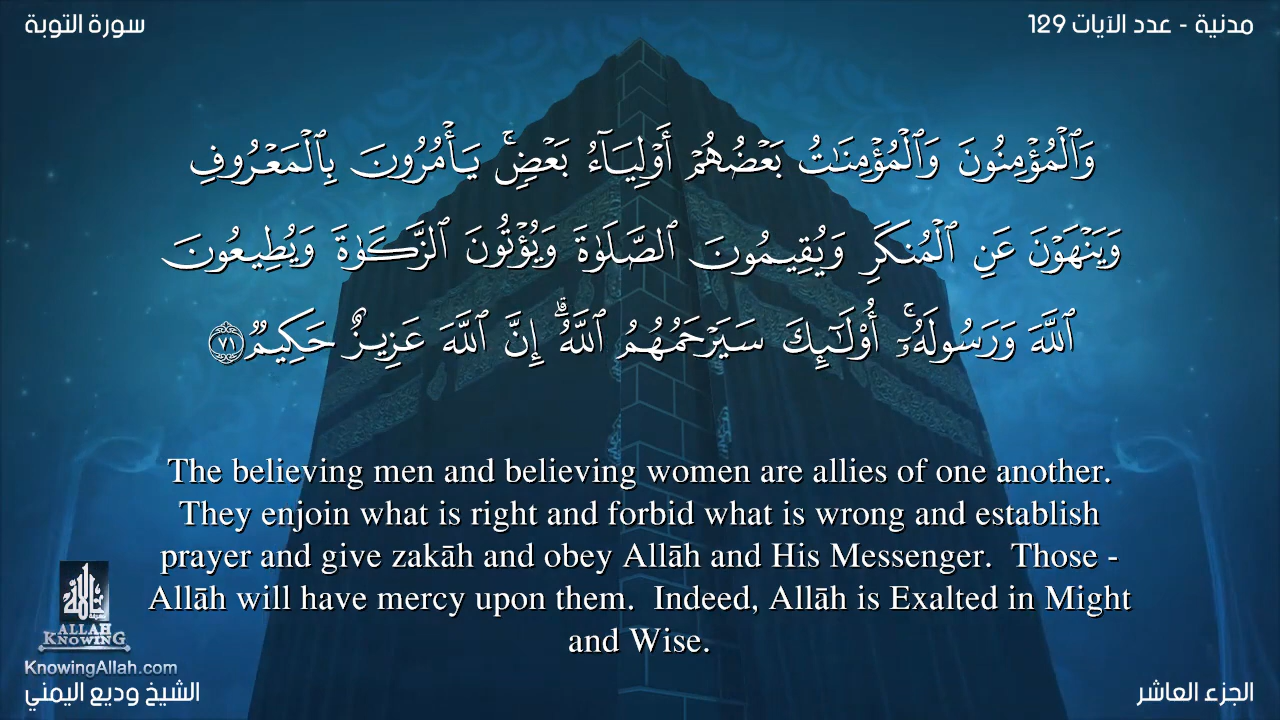 سورة التوبة
مدنية - عدد الآيات 129
وَٱلْمُؤْمِنُونَ وَٱلْمُؤْمِنَـٰتُ بَعْضُهُمْ أَوْلِيَآءُ بَعْضٍۚ يَأْمُرُونَ بِٱلْمَعْرُوفِ
وَيَنْهَوْنَ عَنِ ٱلْمُنكَرِ وَيُقِيمُونَ ٱلصَّلَوٰةَ وَيُؤْتُونَ ٱلزَّكَوٰةَ وَيُطِيعُونَ
ٱللَّهَ وَرَسُولَهُۥٓۚ أُو۟لَـٰٓئِكَ سَيَرْحَمُهُمُ ٱللَّهُۗ إِنَّ ٱللَّهَ عَزِيزٌ حَكِيمٌ ٧١
The believing men and believing women are allies of one another.
They enjoin what is right and forbid what is wrong and establish
prayer and give zakāh and obey Allāh and His Messenger. Those -
Allāh will have mercy upon them. Indeed, Allāh is Exalted in Might
and Wise.
ALLAH
KNOWING
KnowingAllah.com
الشيخ وديع اليمني
الجزء العاشر